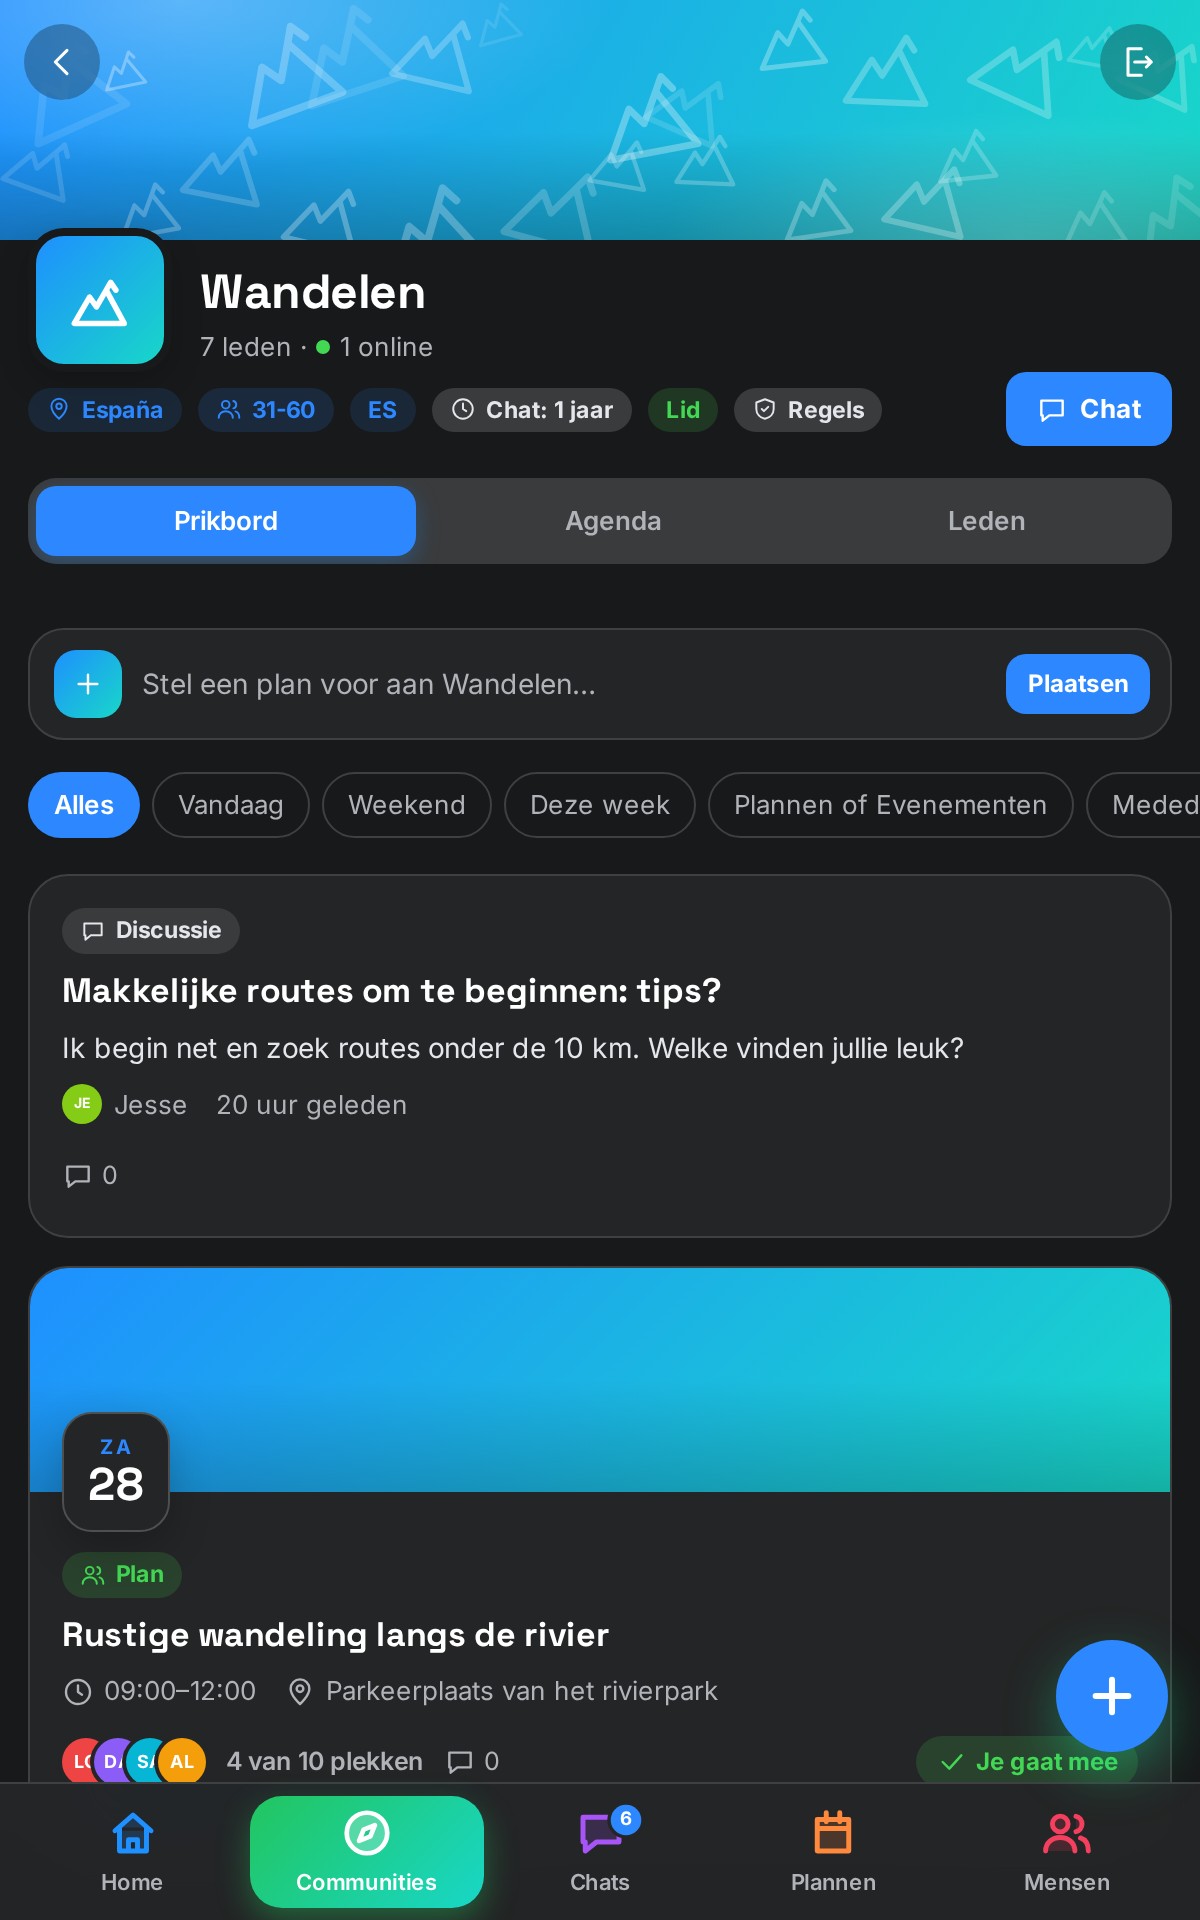 Wandelen
7 leden · 1 online
España
31-60
ES
Chat: 1 jaar
Lid
Regels
Chat
Prikbord
Agenda
Leden
Stel een plan voor aan Wandelen...
Plaatsen
Alles
Vandaag
Weekend
Deze week
Plannen of Evenementen
Meded
Discussie
Makkelijke routes om te beginnen: tips?
Ik begin net en zoek routes onder de 10 km. Welke vinden jullie leuk?
JE Jesse 20 uur geleden
0
ZA
28
Plan
Rustige wandeling langs de rivier
09:00–12:00 Parkeerplaats van het rivierpark
AL 4 van 10 plekken 0 Je gaat mee
6
Home
Communities
Chats
Plannen
Mensen